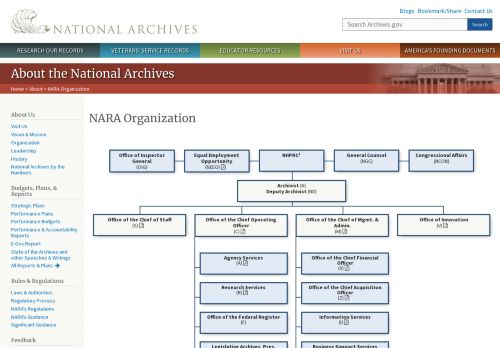 NATIONAL ARCHIVES
Blogs · Bookmark/Share · Contact Us
Search Archives.gov
Search
RESEARCH OUR RECORDS
VETERANS' SERVICE RECORDS
EDUCATOR RESOURCES
VISIT US
AMERICA'S FOUNDING DOCUMENTS
About the National Archives
Home > About > NARA Organization
About Us
Visit Us
Vision & Mission
Organization
Leadership
History
National Archives by the
Numbers
Budgets, Plans, &
Reports
Strategic Plans
Performance Plans
Performance Budgets
Performance & Accountability
Reports
E-Gov Report
State of the Archives and
other Speeches & Writings
All Reports & Plans
Rules & Regulations
Laws & Authorities
Regulatory Process
NARA's Regulations
NARA's Guidance
Significant Guidance
Feedback
NARA Organization
Office of Inspector
General
(OIG)
Equal Employment
Opportunity
(NEEO)
NHPRC¹
General Counsel
(NGC)
Congressional Affairs
(NCON)
Archivist (N)
Deputy Archivist (ND)
Office of the Chief of Staff
Office of the Chief Operating
Officer
(C)
Office of the Chief of Mgmt. &
Admin.
(M)
Office of Innovation
(V)
Agency Services
(A)
Research Services
(R)
Office of the Federal Register
(F)
Legislative Archives, Pres.
Office of the Chief Financial
Officer
(X)
Office of the Chief Acquisition
Officer
(Z)
Information Services
(I)
Business Support Services